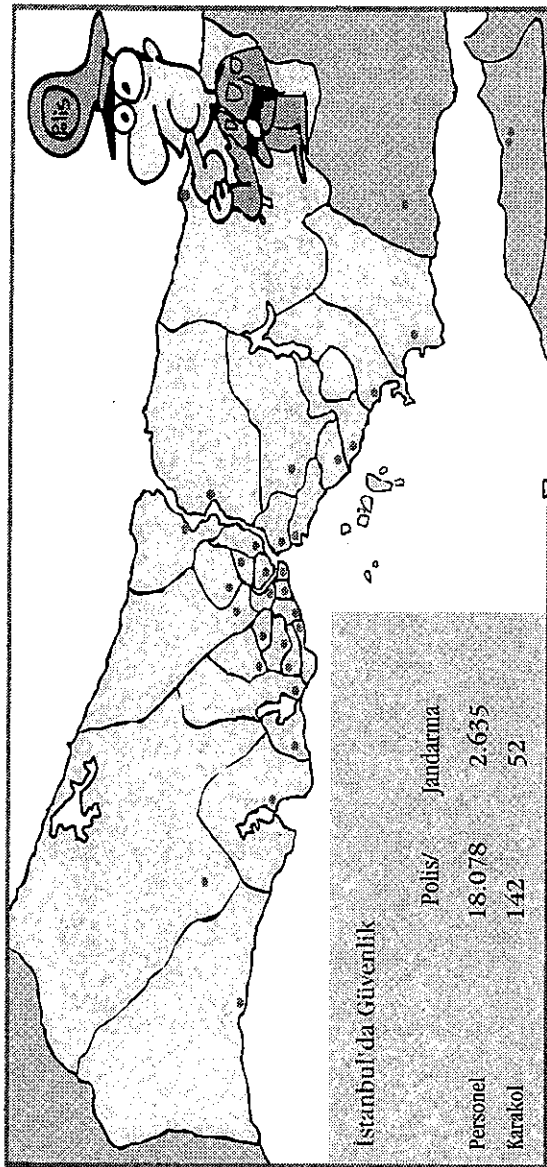 Polis
İstanbul'da Güvenlik
Polis/ Jandarma
Personel 18.078 2.635
Karakol 142 52